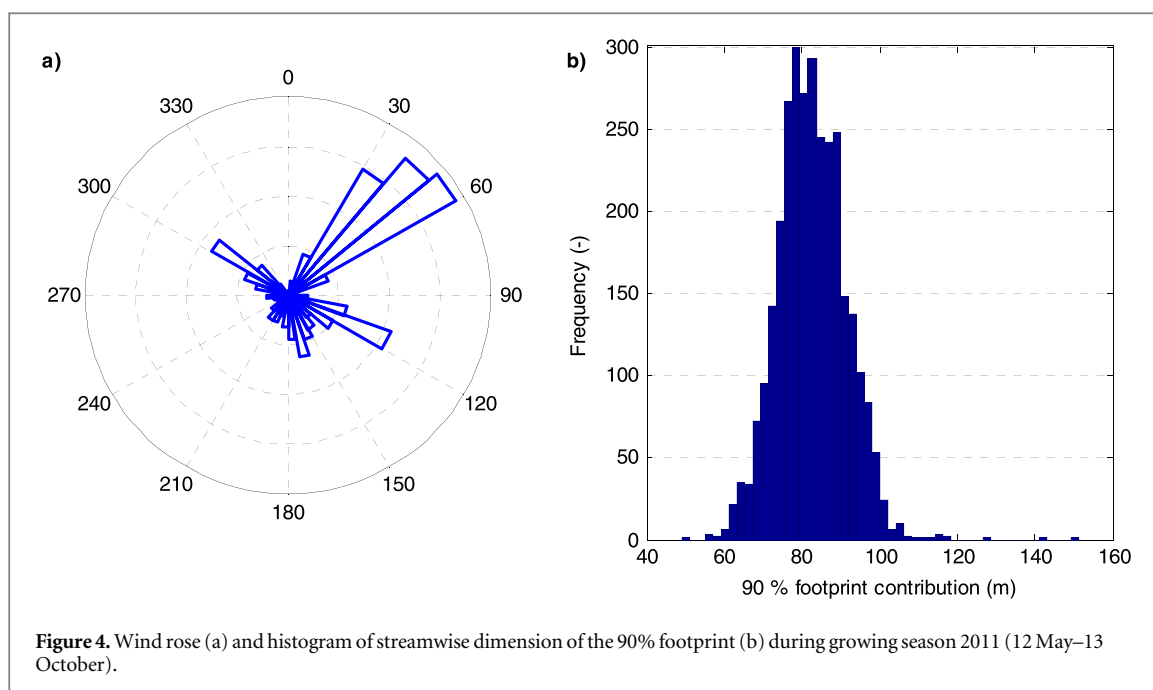 a)
0
30
60
90
120
150
180
210
240
270
300
330
b)
300
250
200
150
100
50
0
Frequency (-)
40 60 80 100 120 140 160
90 % footprint contribution (m)
Figure 4. Wind rose (a) and histogram of streamwise dimension of the 90% footprint (b) during growing season 2011 (12 May–13
October).